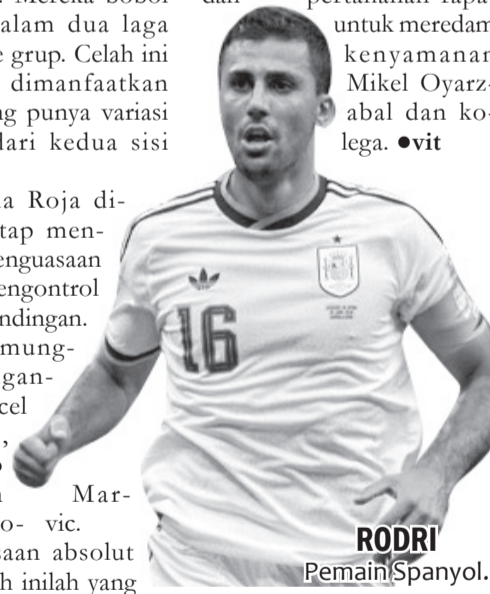 alam dua laga
grup. Celah ini
dimanfaatkan
punya variasi
dari kedua sisi
Roja di-
tap men-
enguasaan
engontrol
ndingan.
mung-
gan-
cel
,
Mar-
o- vic.
saan absolut
h inilah yang
untuk meredam
kenyamanan
Mikel Oyarz-
abal dan ko-
lega. ●vit
16
RODRI
Pemain Spanyol.